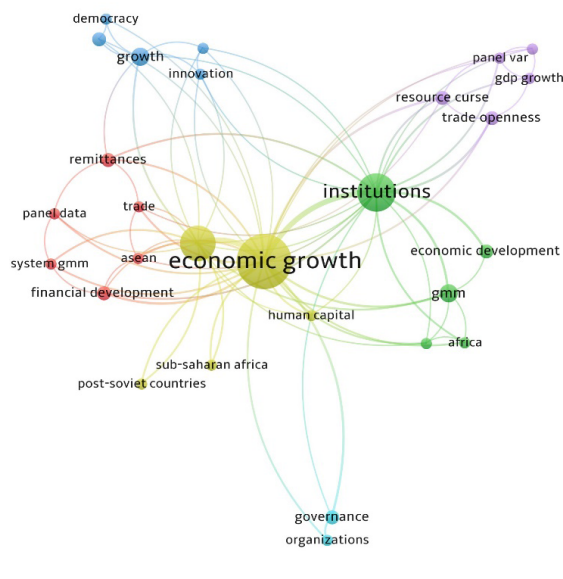 democracy
growth
innovation
panel var
gdp growth
resource curse
trade openness
remittances
institutions
trade
panel data
economic development
asean
economic growth
system gmm
financial development
gmm
human capital
africa
sub-saharan africa
post-soviet countries
governance
organizations